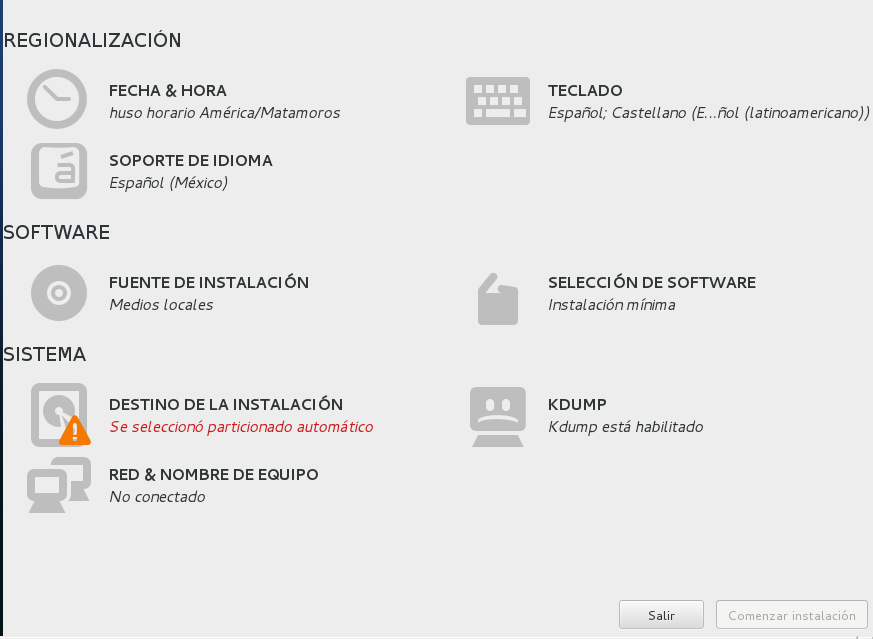 REGIONALIZACIÓN
FECHA & HORA
huso horario América/Matamoros
TECLADO
Español; Castellano (E...ñol (latinoamericano))
SOPORTE DE IDIOMA
Español (México)
SOFTWARE
FUENTE DE INSTALACIÓN
Medios locales
SELECCIÓN DE SOFTWARE
Instalación mínima
SISTEMA
DESTINO DE LA INSTALACIÓN
Se seleccionó particionado automático
KDUMP
Kdump está habilitado
RED & NOMBRE DE EQUIPO
No conectado
Salir
Comenzar instalación